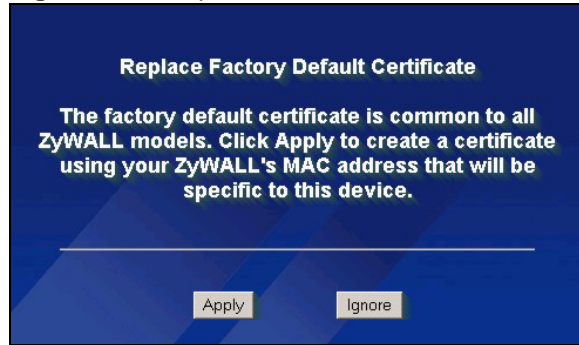 Replace Factory Default Certificate
The factory default certificate is common to all
ZyWALL models. Click Apply to create a certificate
using your ZyWALL's MAC address that will be
specific to this device.
Apply
Ignore